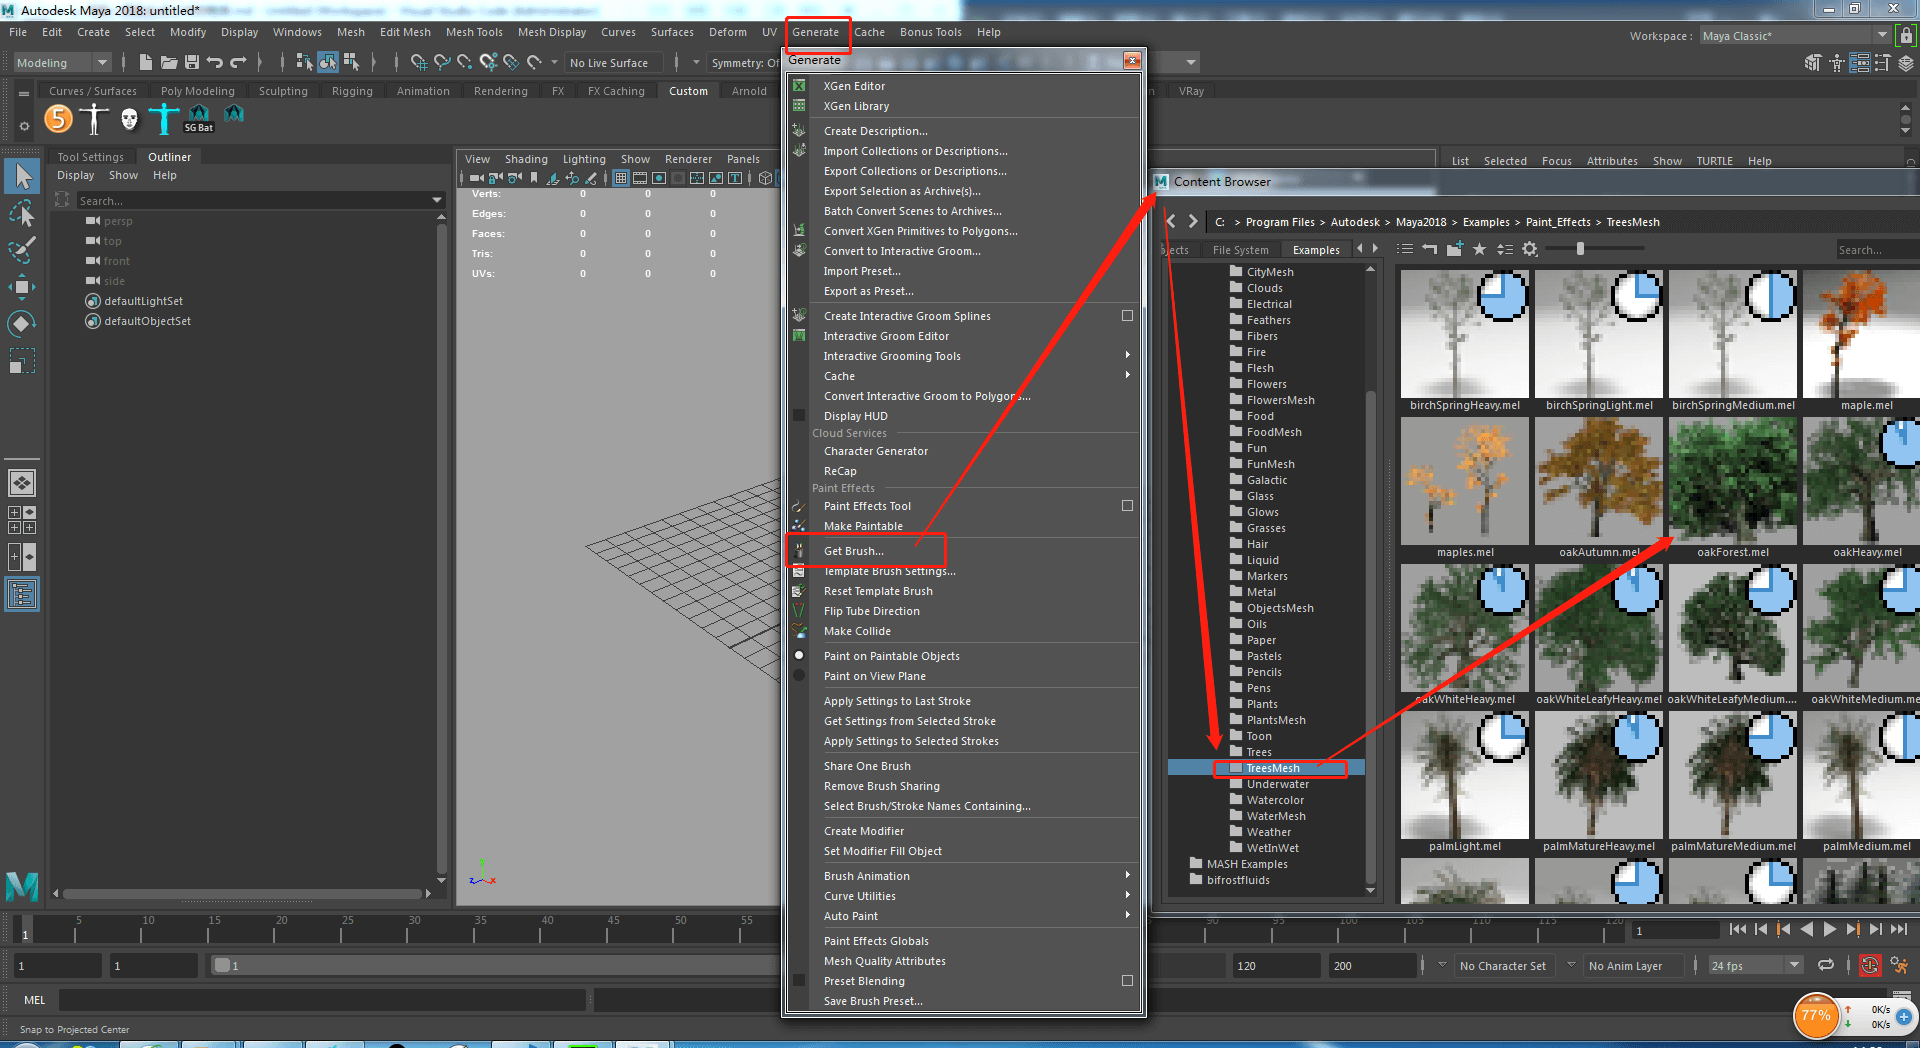 Autodesk Maya 2018: untitled*
File Edit Create Select Modify Display Windows Mesh Edit Mesh Mesh Tools Mesh Display Curves Surfaces Deform UV Generate Cache Bonus Tools Help
Workspace : Maya Classic*
Modeling
No Live Surface
Symmetry: Of
Curves / Surfaces Poly Modeling Sculpting Rigging Animation Rendering FX FX Caching Custom Arnold
VRay
5
SG Bat
Tool Settings Outliner
Display Show Help
Search...
persp
top
front
side
defaultLightSet
defaultObjectSet
View Shading Lighting Show Renderer Panels
Verts: 0 0 0
Edges: 0 0 0
Faces: 0 0 0
Tris: 0 0 0
UVs: 0 0 0
Generate
XGen Editor
XGen Library
Create Description...
Import Collections or Descriptions...
Export Collections or Descriptions...
Export Selection as Archive(s)...
Batch Convert Scenes to Archives...
Convert XGen Primitives to Polygons...
Convert to Interactive Groom...
Import Preset...
Export as Preset...
Create Interactive Groom Splines
Interactive Groom Editor
Interactive Grooming Tools
Cache
Convert Interactive Groom to Polygons...
Display HUD
Cloud Services
Character Generator
ReCap
Paint Effects
Paint Effects Tool
Make Paintable
Get Brush...
Template Brush Settings...
Reset Template Brush
Flip Tube Direction
Make Collide
Paint on Paintable Objects
Paint on View Plane
Apply Settings to Last Stroke
Get Settings from Selected Stroke
Apply Settings to Selected Strokes
Share One Brush
Remove Brush Sharing
Select Brush/Stroke Names Containing...
Create Modifier
Set Modifier Fill Object
Brush Animation
Curve Utilities
Auto Paint
Paint Effects Globals
Mesh Quality Attributes
Preset Blending
Save Brush Preset...
List Selected Focus Attributes Show TURTLE Help
Content Browser
C: > Program Files > Autodesk > Maya2018 > Examples > Paint_Effects > TreesMesh
bjects File System Examples
Search...
CityMesh
Clouds
Electrical
Feathers
Fibers
Fire
Flesh
Flowers
FlowersMesh
Food
FoodMesh
Fun
FunMesh
Galactic
Glass
Glows
Grasses
Hair
Liquid
Markers
Metal
ObjectsMesh
Oils
Paper
Pastels
Pencils
Pens
Plants
PlantsMesh
Toon
Trees
TreesMesh
Underwater
Watercolor
WaterMesh
Weather
WetInWet
MASH Examples
bifrostfluids
birchSpringHeavy.mel birchSpringLight.mel birchSpringMedium.mel maple.mel
maples.mel oakAutumn.mel oakForest.mel oakHeavy.mel
oakWhiteHeavy.mel oakWhiteLeafyHeavy.mel oakWhiteLeafyMedium.... oakWhiteMedium.mel
palmLight.mel palmMatureHeavy.mel palmMatureMedium.mel palmMedium.mel
5 10 15 20 25 30 35 40 45 50 55 90 95 100 105 110 115 120
1
1
1 1 1 120 200 No Character Set No Anim Layer 24 fps
MEL
Snap to Projected Center
77% 0K/s
0K/s